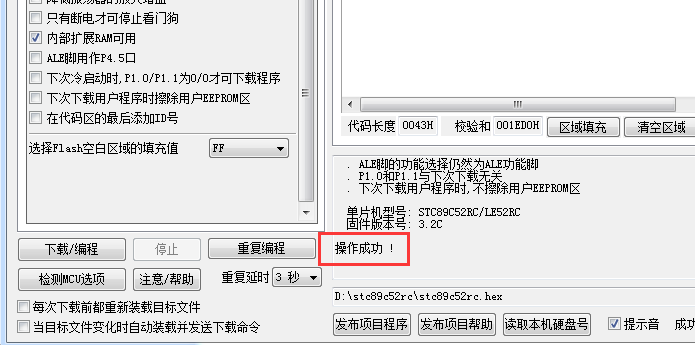 只有断电才可停止看门狗
内部扩展RAM可用
ALE脚用作P4.5口
下次冷启动时,P1.0/P1.1为0/0才可下载程序
下次下载用户程序时擦除用户EEPROM区
在代码区的最后添加ID号
选择Flash空白区域的填充值 FF
下载/编程 停止 重复编程
检测MCU选项 注意/帮助 重复延时 3 秒
每次下载前都重新装载目标文件
当目标文件变化时自动装载并发送下载命令
代码长度 0043H 校验和 001ED0H 区域填充 清空区域
. ALE脚的功能选择仍然为ALE功能脚
. P1.0和P1.1与下次下载无关
. 下次下载用户程序时,不擦除用户EEPROM区
单片机型号: STC89C52RC/LE52RC
固件版本号: 3.2C
操作成功 !
D:\stc89c52rc\stc89c52rc.hex
发布项目程序 发布项目帮助 读取本机硬盘号 提示音 成功